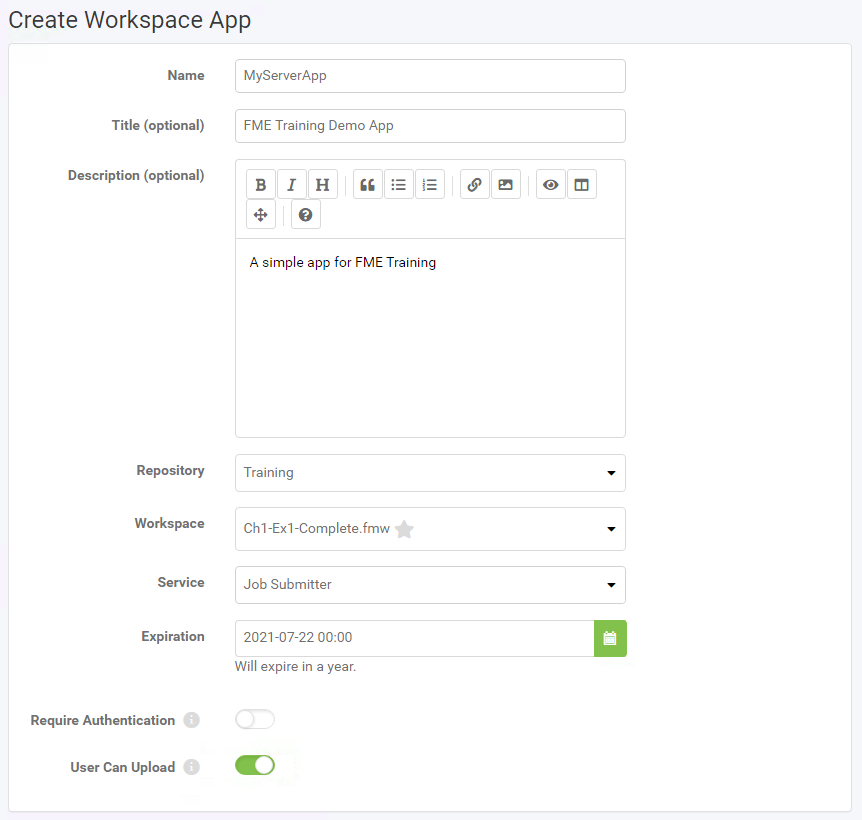 Create Workspace App
Name MyServerApp
Title (optional) FME Training Demo App
Description (optional)
B I H
A simple app for FME Training
Repository Training
Workspace Ch1-Ex1-Complete.fmw
Service Job Submitter
Expiration 2021-07-22 00:00
Will expire in a year.
Require Authentication
User Can Upload